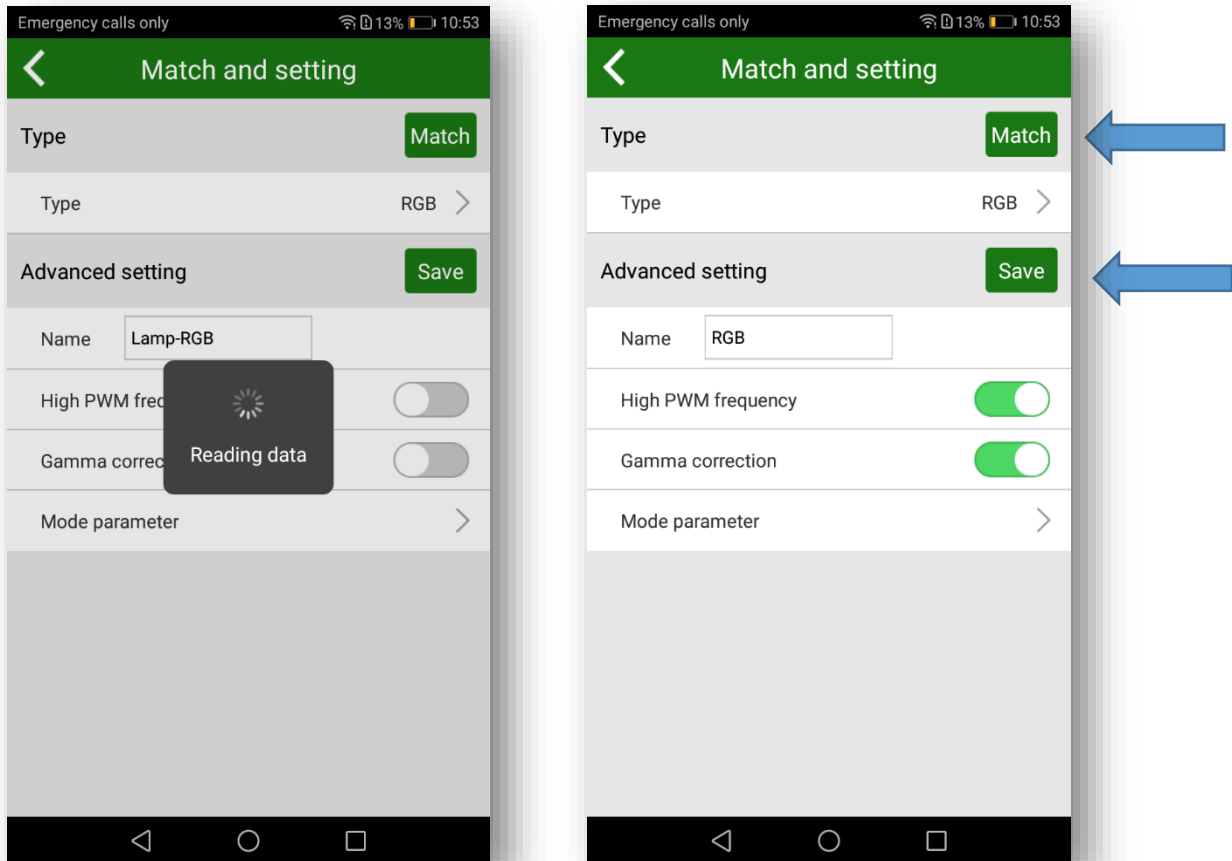 Emergency calls only 13% 10:53
Match and setting
Type Match
Type RGB
Advanced setting Save
Name Lamp-RGB
High PWM freq
Gamma correc
Reading data
Mode parameter
Emergency calls only 13% 10:53
Match and setting
Type Match
Type RGB
Advanced setting Save
Name RGB
High PWM frequency
Gamma correction
Mode parameter